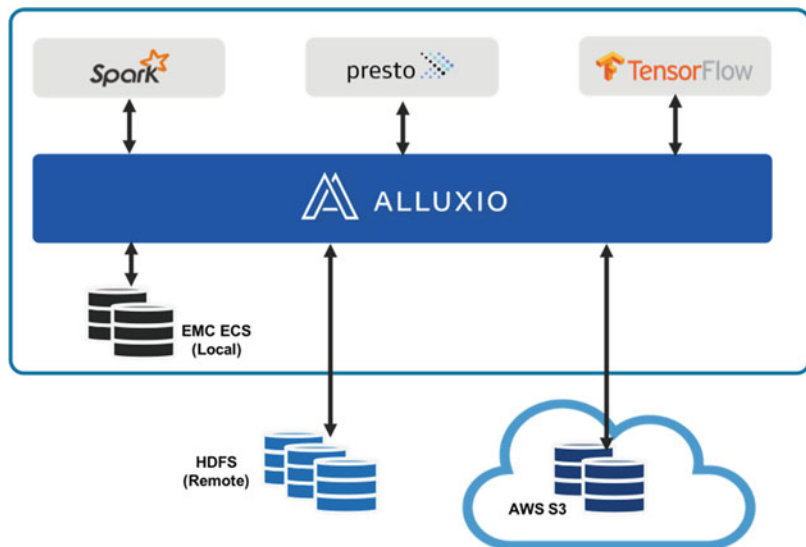 Spark
presto
TensorFlow
ALLUXIO
EMC ECS
(Local)
HDFS
(Remote)
AWS S3